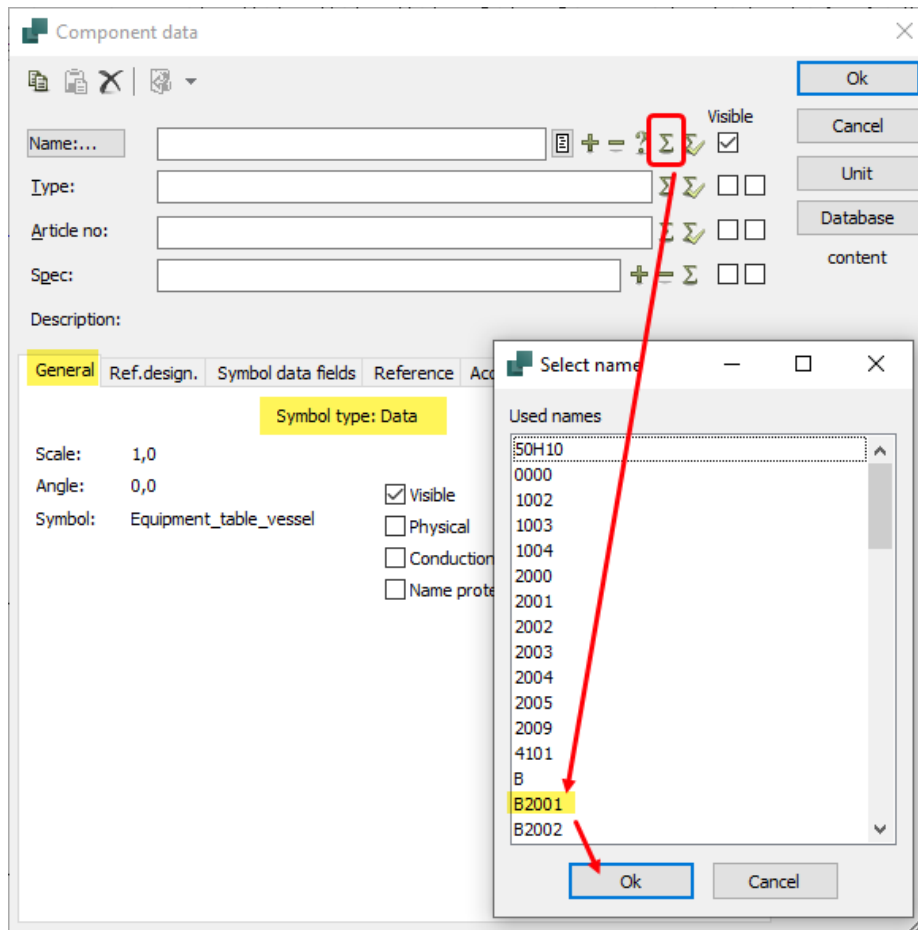 Component data
Ok
Visible
Name:...
Cancel
Type:
Unit
Article no:
Database
Spec:
content
Description:
General Ref.design. Symbol data fields Reference
Symbol type: Data
Scale: 1,0
Angle: 0,0
Visible
Symbol: Equipment_table_vessel
Physical
Conduction
Name
Select name
Used names
50H10
0000
1002
1003
1004
2000
2001
2002
2003
2004
2005
2009
4101
B
B2001
B2002
Ok Cancel